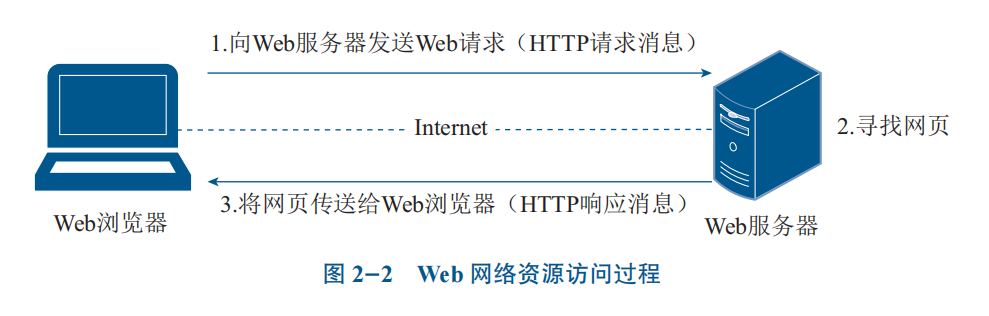 1.向Web服务器发送Web请求（HTTP请求消息）
Internet
2.寻找网页
3.将网页传送给Web浏览器（HTTP响应消息）
Web浏览器
Web服务器
图 2-2 Web 网络资源访问过程